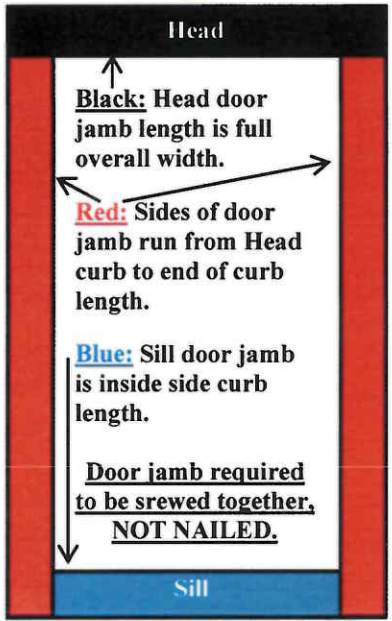 Head
Black: Head door
jamb length is full
overall width.
Red: Sides of door
jamb run from Head
curb to end of curb
length.
Blue: Sill door jamb
is inside side curb
length.
Door jamb required
to be srewed together,
NOT NAILED.
Sill